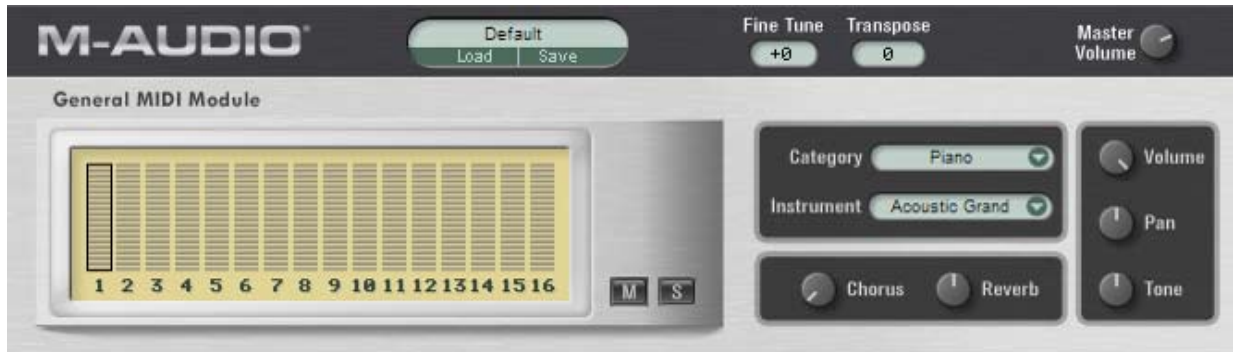 M-AUDIO
Default
Load Save
Fine Tune Transpose
+0 0
Master
Volume
General MIDI Module
1 2 3 4 5 6 7 8 9 10 11 12 13 14 15 16
M S
Category Piano
Instrument Acoustic Grand
Chorus Reverb
Volume
Pan
Tone